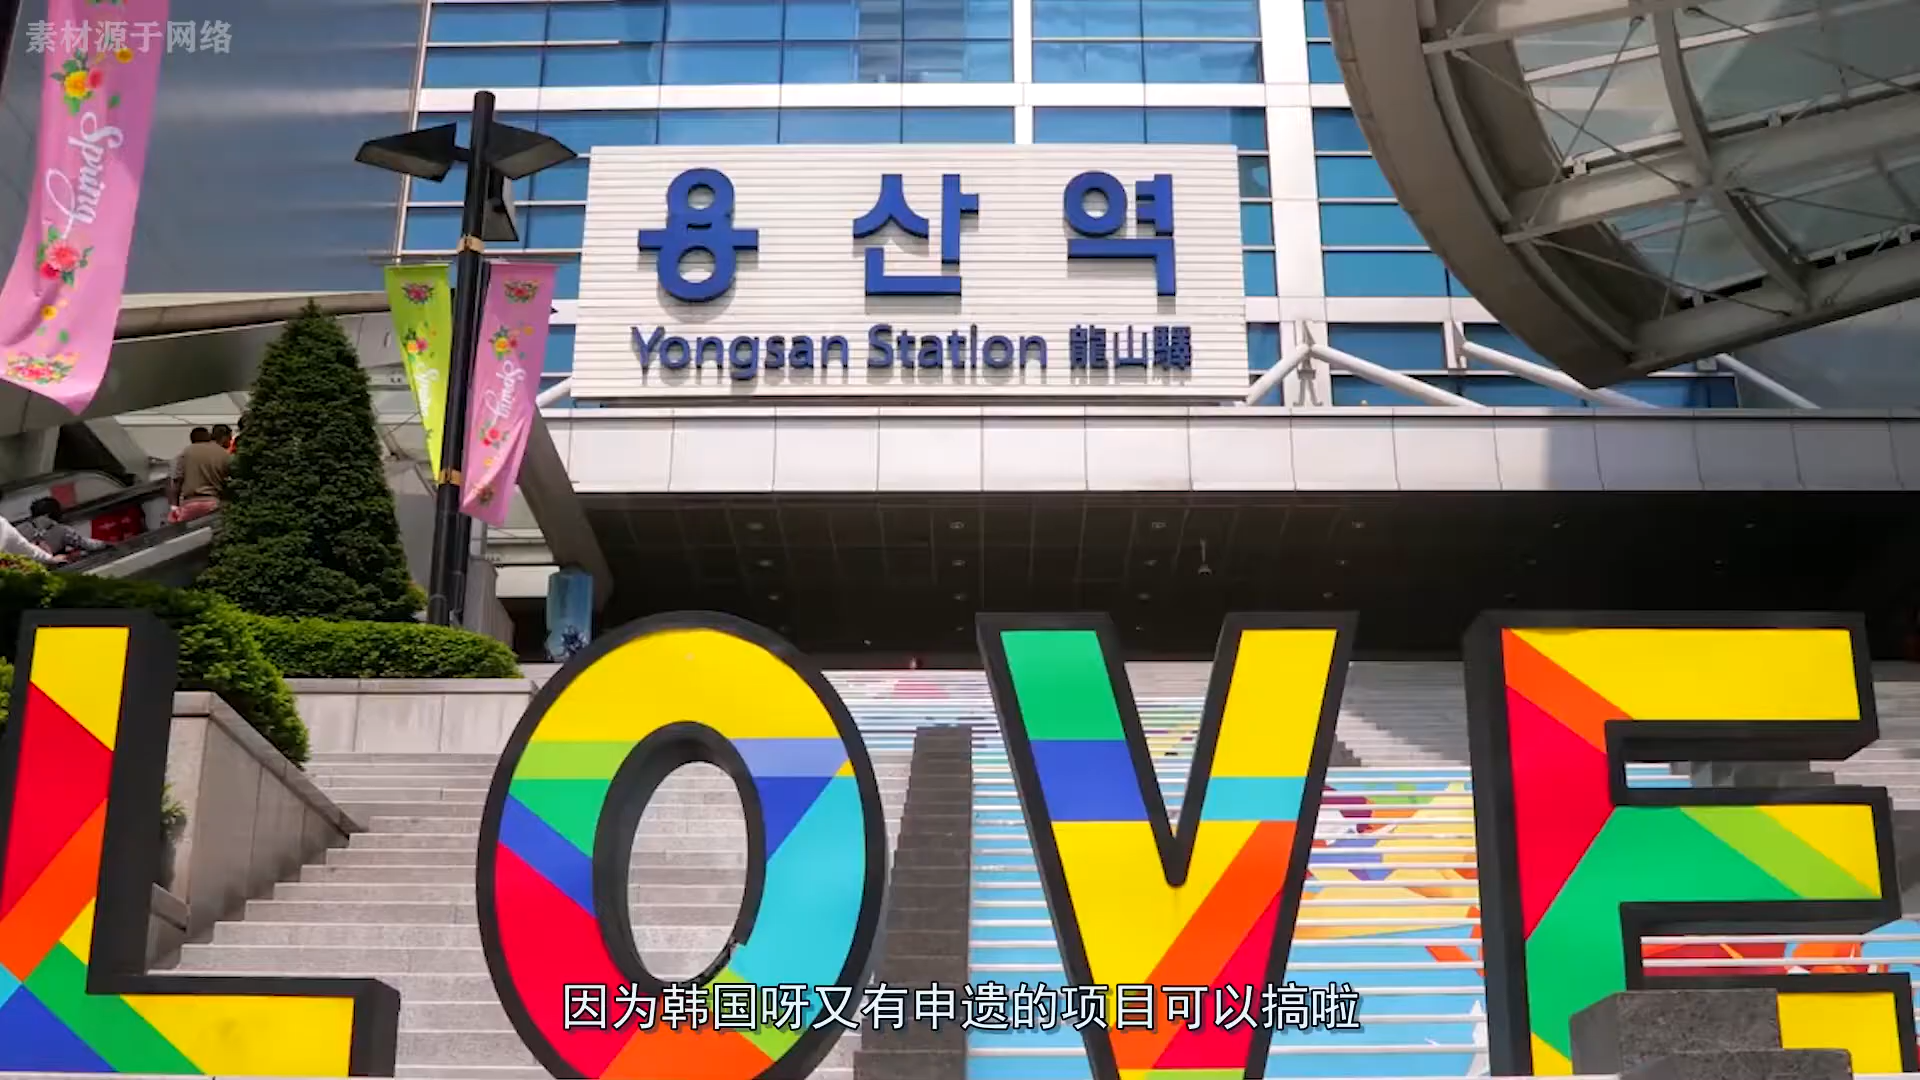 素材源于网络
Spring
용산역
Yongsan Station 龍山驛
Spring
Spring
LOVE
因为韩国呀又有申遗的项目可以搞啦